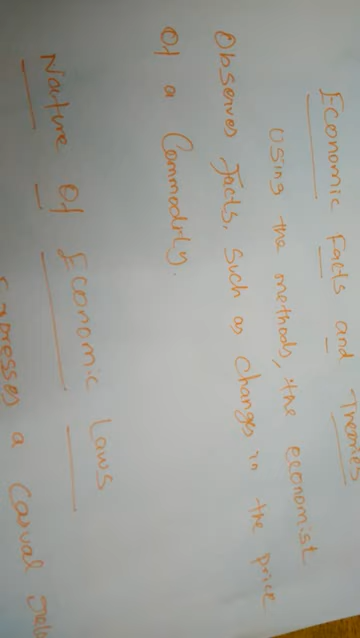 Economic Facts and Theories
Using the methods, the economist
Observes facts, such as changes in the price
of a Commodity.
Nature Of Economic Laws
Expresses a Casual